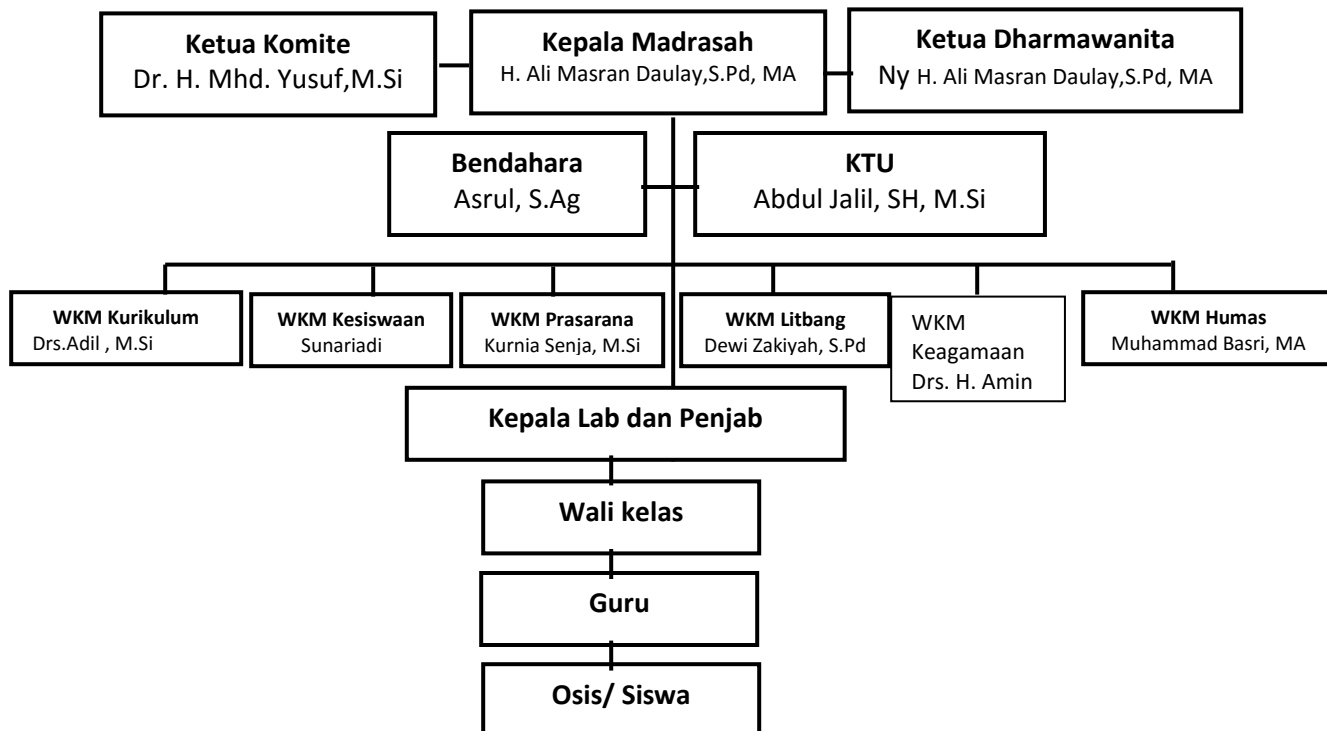 Ketua Komite
Dr. H. Mhd. Yusuf,M.Si
Kepala Madrasah
H. Ali Masran Daulay,S.Pd, MA
Ketua Dharmawanita
Ny H. Ali Masran Daulay,S.Pd, MA
Bendahara
Asrul, S.Ag
KTU
Abdul Jalil, SH, M.Si
WKM Kurikulum
Drs.Adil , M.Si
WKM Kesiswaan
Sunariadi
WKM Prasarana
Kurnia Senja, M.Si
WKM Litbang
Dewi Zakiyah, S.Pd
WKM
Keagamaan
Drs. H. Amin
WKM Humas
Muhammad Basri, MA
Kepala Lab dan Penjab
Wali kelas
Guru
Osis/ Siswa